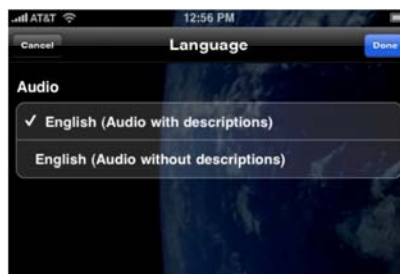 AT&T 12:56 PM
Cancel Language Done
Audio
✓ English (Audio with descriptions)
English (Audio without descriptions)